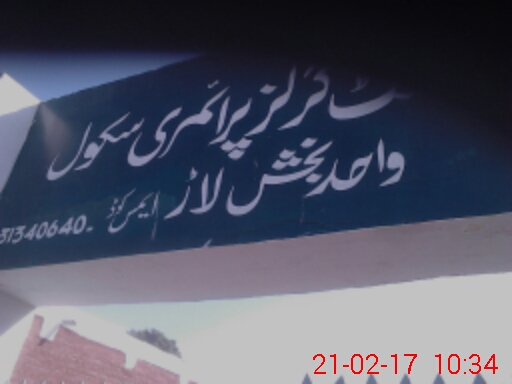 گرلز پرائمری سکول
واحد بخش لاڑ
ایمس کوڈ 31340640-
21-02-17 10:34